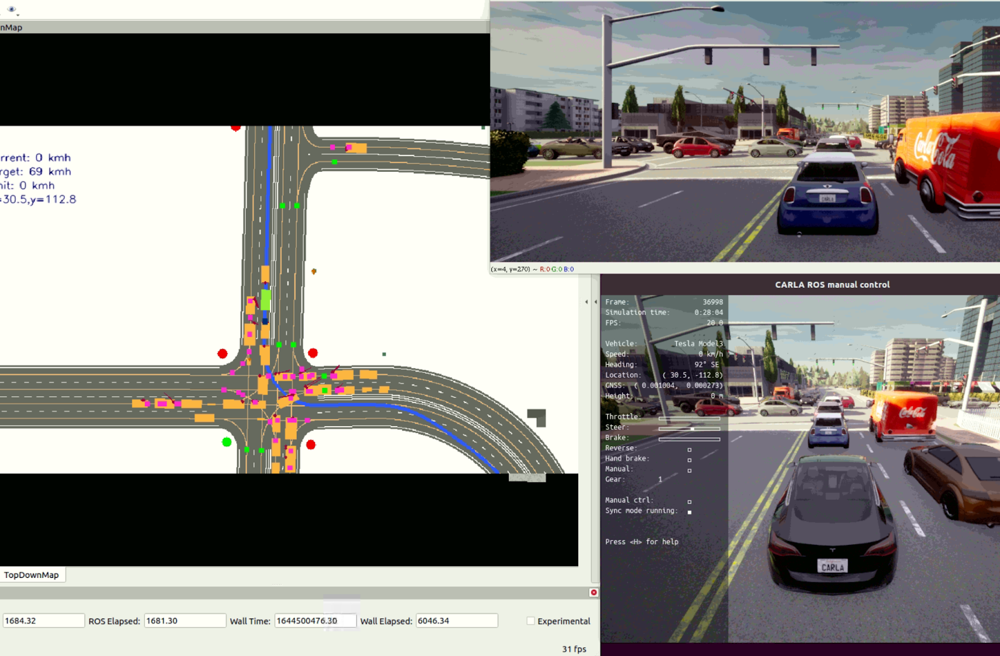 nMap
rrent: 0 kmh
rget: 69 kmh
nit: 0 kmh
=30.5,y=112.8
CARLA
Carla
Cola
(x=4, y=270) ~ R:0 G:0 B:0
CARLA ROS manual control
Frame: 36998
Simulation time: 0:28:04
FPS: 20.0
Vehicle: Tesla Model3
Speed: 0 km/h
Heading: 92° SE
Location: ( 30.5, -112.8)
GNSS: ( 0.001004, 0.000273)
Height: 0 m
Throttle:
Steer:
Brake:
Reverse:
Hand brake:
Manual:
Gear: 1
Manual ctrl:
Sync mode running:
Press <H> for help
CARLA
TopDownMap
1684.32 ROS Elapsed: 1681.30 Wall Time: 1644500476.30 Wall Elapsed: 6046.34 Experimental
31 fps